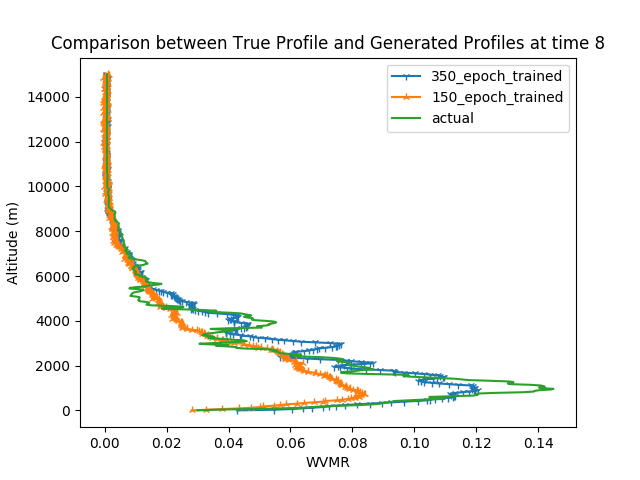 Comparison between True Profile and Generated Profiles at time 8
350_epoch_trained
150_epoch_trained
actual
14000
12000
10000
8000
6000
4000
2000
0
Altitude (m)
0.00 0.02 0.04 0.06 0.08 0.10 0.12 0.14
WVMR